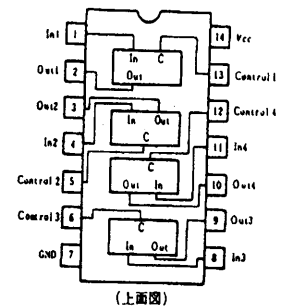 In1 1 14 Vcc
In C
Out1 2 Out 13 Control 1
Out2 3 12 Control 4
In Out
In2 4 C 11 In4
C
Control 2 5 Out In 10 Out4
Control 3 6 C 9 Out3
In Out
GND 7 8 In3
(上面図)